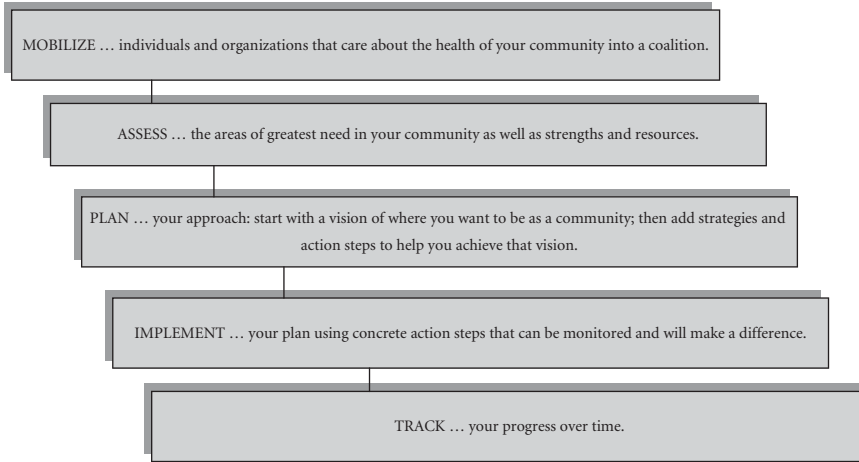 MOBILIZE … individuals and organizations that care about the health of your community into a coalition.
ASSESS … the areas of greatest need in your community as well as strengths and resources.
PLAN … your approach: start with a vision of where you want to be as a community; then add strategies and
action steps to help you achieve that vision.
IMPLEMENT … your plan using concrete action steps that can be monitored and will make a difference.
TRACK … your progress over time.